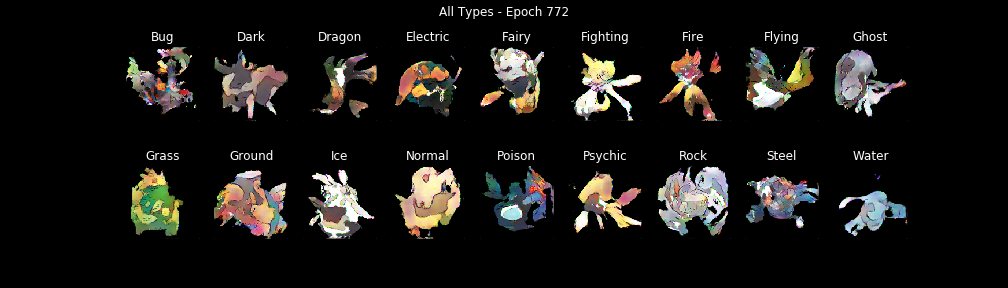 All Types - Epoch 772
Bug Dark Dragon Electric Fairy Fighting Fire Flying Ghost
Grass Ground Ice Normal Poison Psychic Rock Steel Water